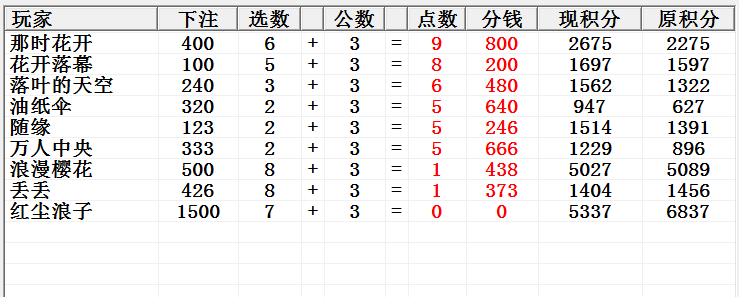 玩家 下注 选数 公数 点数 分钱 现积分 原积分
那时花开 400 6 + 3 = 9 800 2675 2275
花开落幕 100 5 + 3 = 8 200 1697 1597
落叶的天空 240 3 + 3 = 6 480 1562 1322
油纸伞 320 2 + 3 = 5 640 947 627
随缘 123 2 + 3 = 5 246 1514 1391
万人中央 333 2 + 3 = 5 666 1229 896
浪漫樱花 500 8 + 3 = 1 438 5027 5089
丢丢 426 8 + 3 = 1 373 1404 1456
红尘浪子 1500 7 + 3 = 0 0 5337 6837